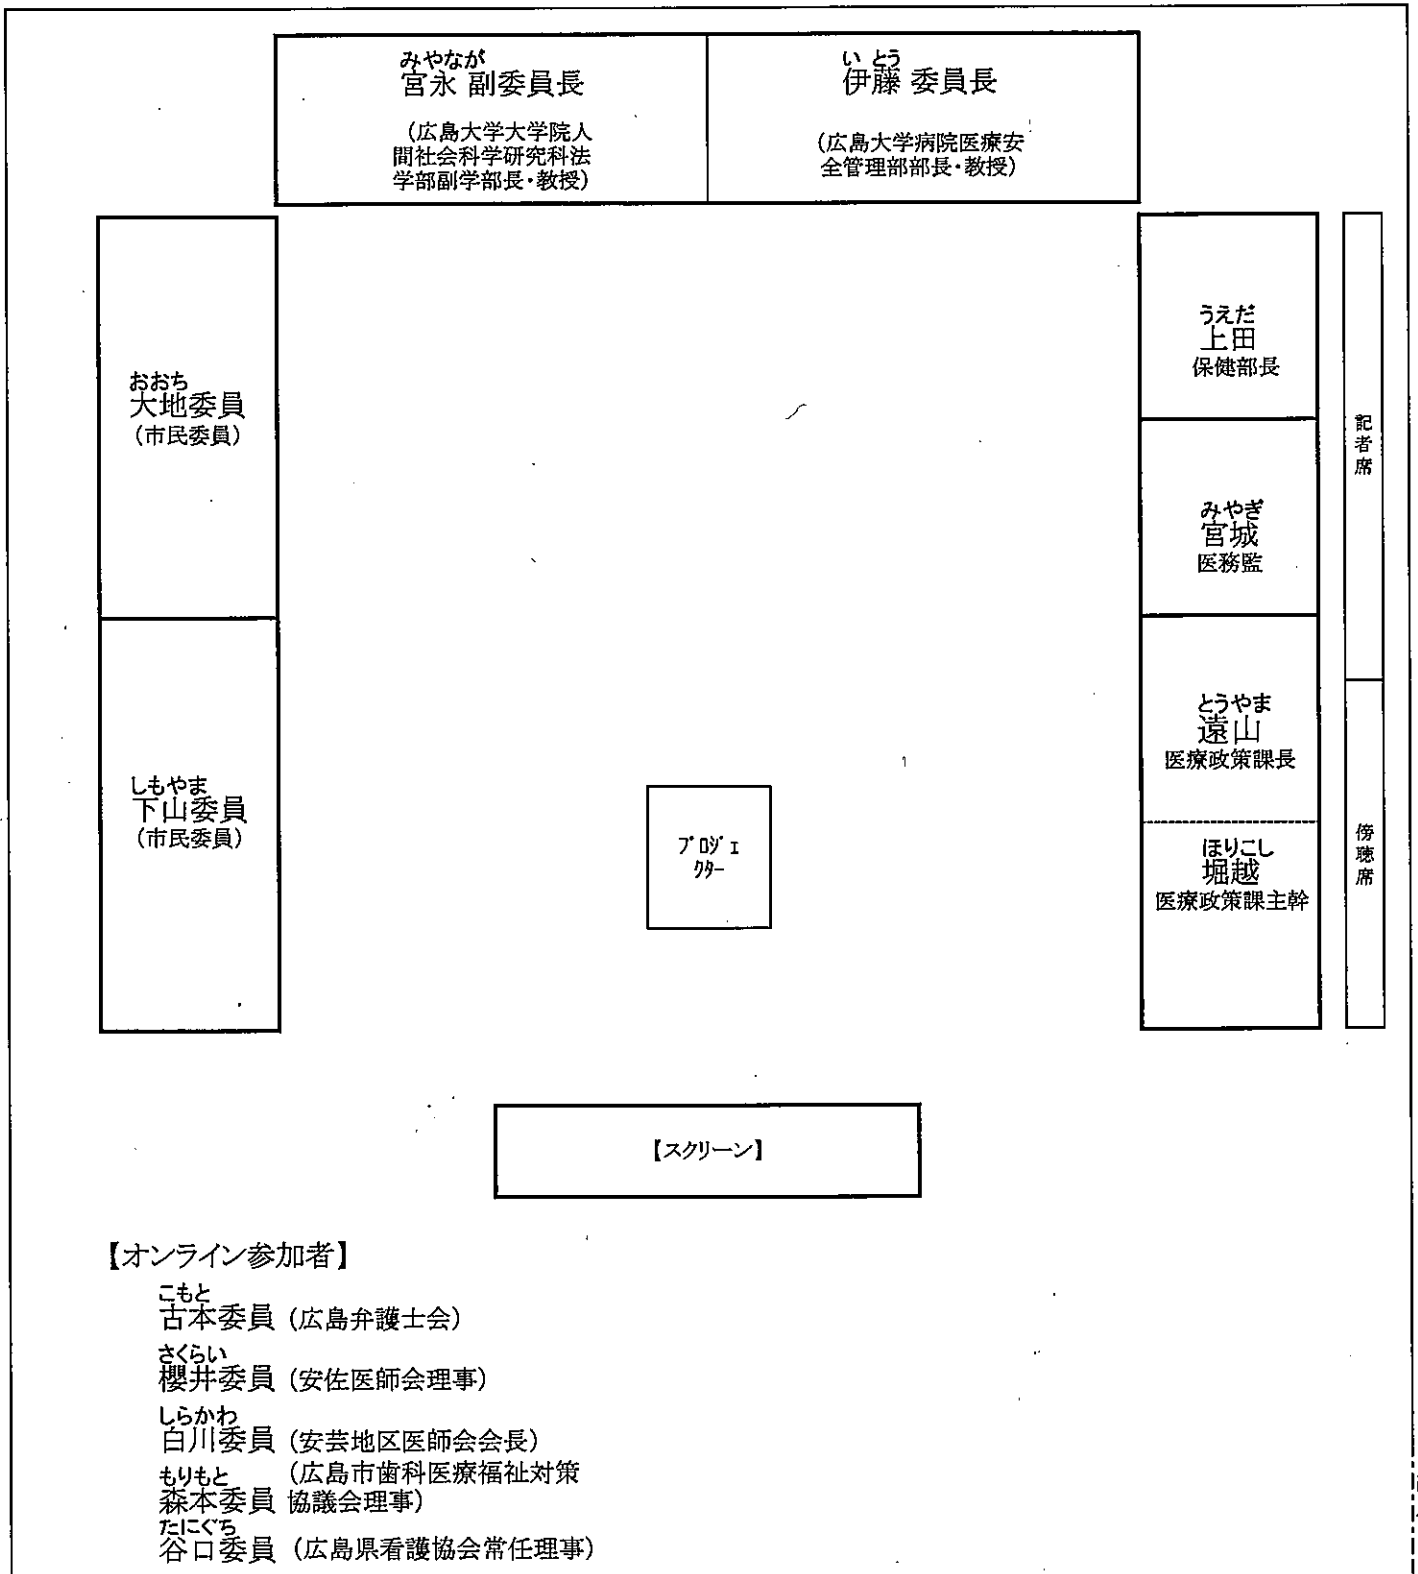 みやなが
宮永 副委員長
(広島大学大学院人
間社会科学研究科法
学部副学部長・教授)
いとう
伊藤 委員長
(広島大学病院医療安
全管理部部長・教授)
おおち
大地委員
(市民委員)
しもやま
下山委員
(市民委員)
プロジェ
クター
うえだ
上田
保健部長
みやぎ
宮城
医務監
とうやま
遠山
医療政策課長
ほりこし
堀越
医療政策課主幹
記者席
傍聴席
【スクリーン】
【オンライン参加者】
こもと
古本委員 (広島弁護士会)
さくらい
櫻井委員 (安佐医師会理事)
しらかわ
白川委員 (安芸地区医師会会長)
もりもと (広島市歯科医療福祉対策
森本委員 協議会理事)
たにぐち
谷口委員 (広島県看護協会常任理事)